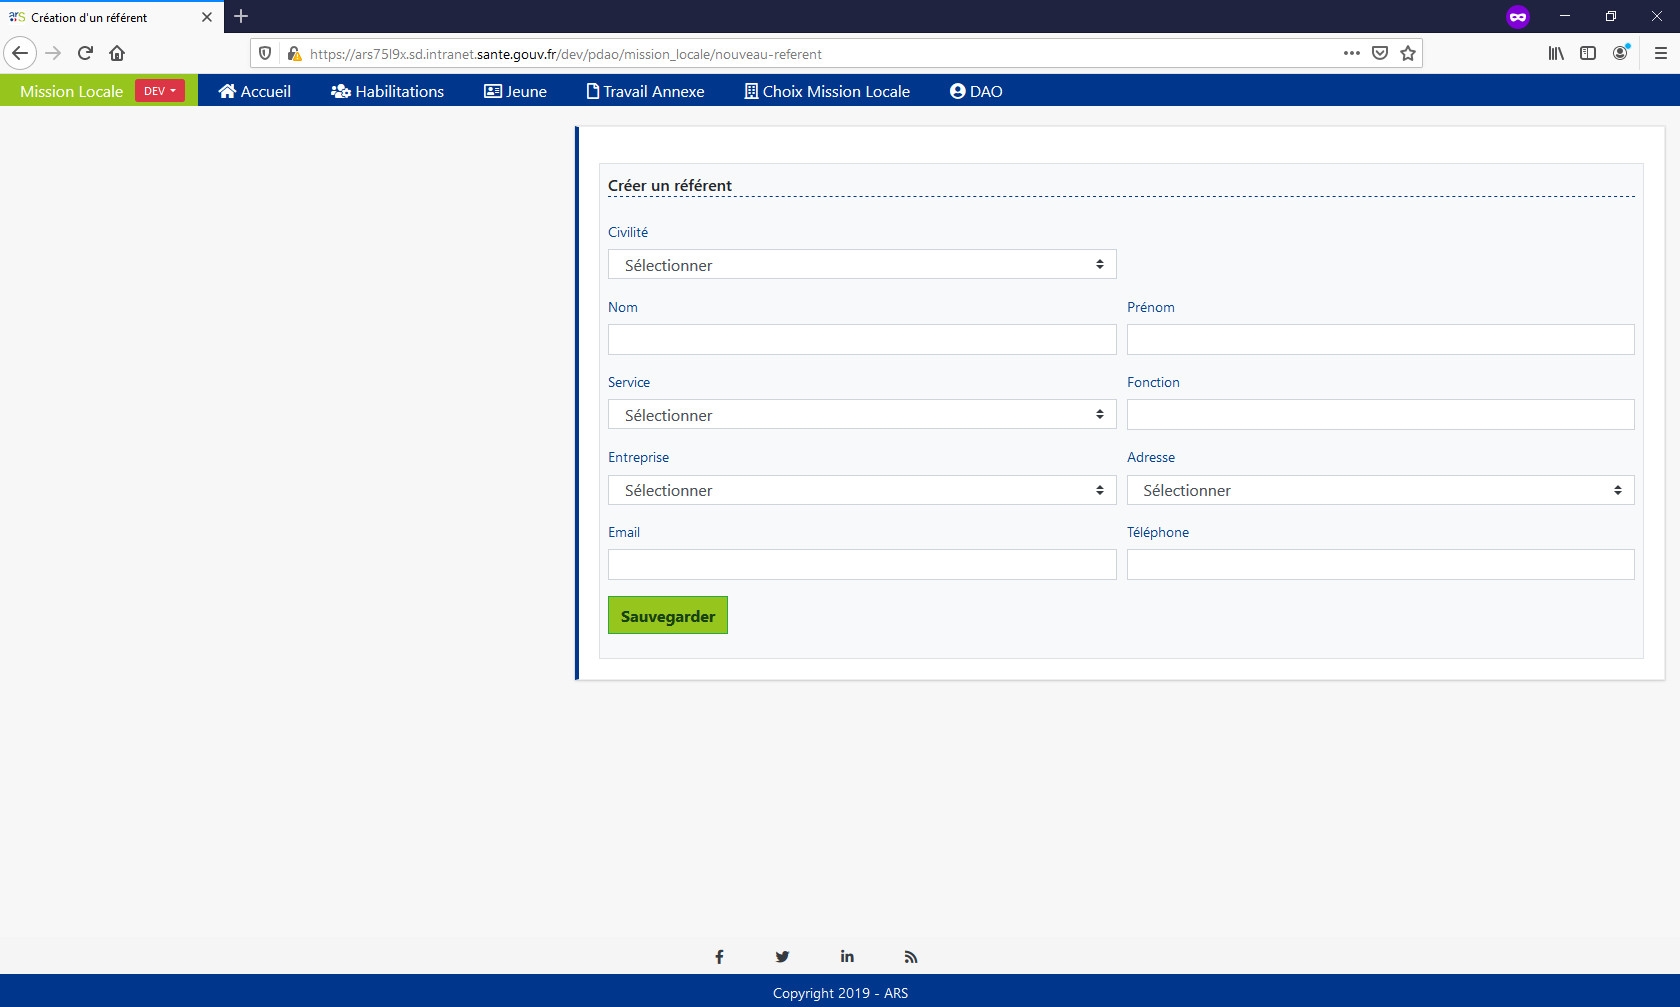 ars Création d'un référent
https://ars75l9x.sd.intranet.sante.gouv.fr/dev/pdao/mission_locale/nouveau-referent
Mission Locale DEV Accueil Habilitations Jeune Travail Annexe Choix Mission Locale DAO
Créer un référent
Civilité
Sélectionner
Nom Prénom
Service Fonction
Sélectionner
Entreprise Adresse
Sélectionner Sélectionner
Email Téléphone
Sauvegarder
Copyright 2019 - ARS